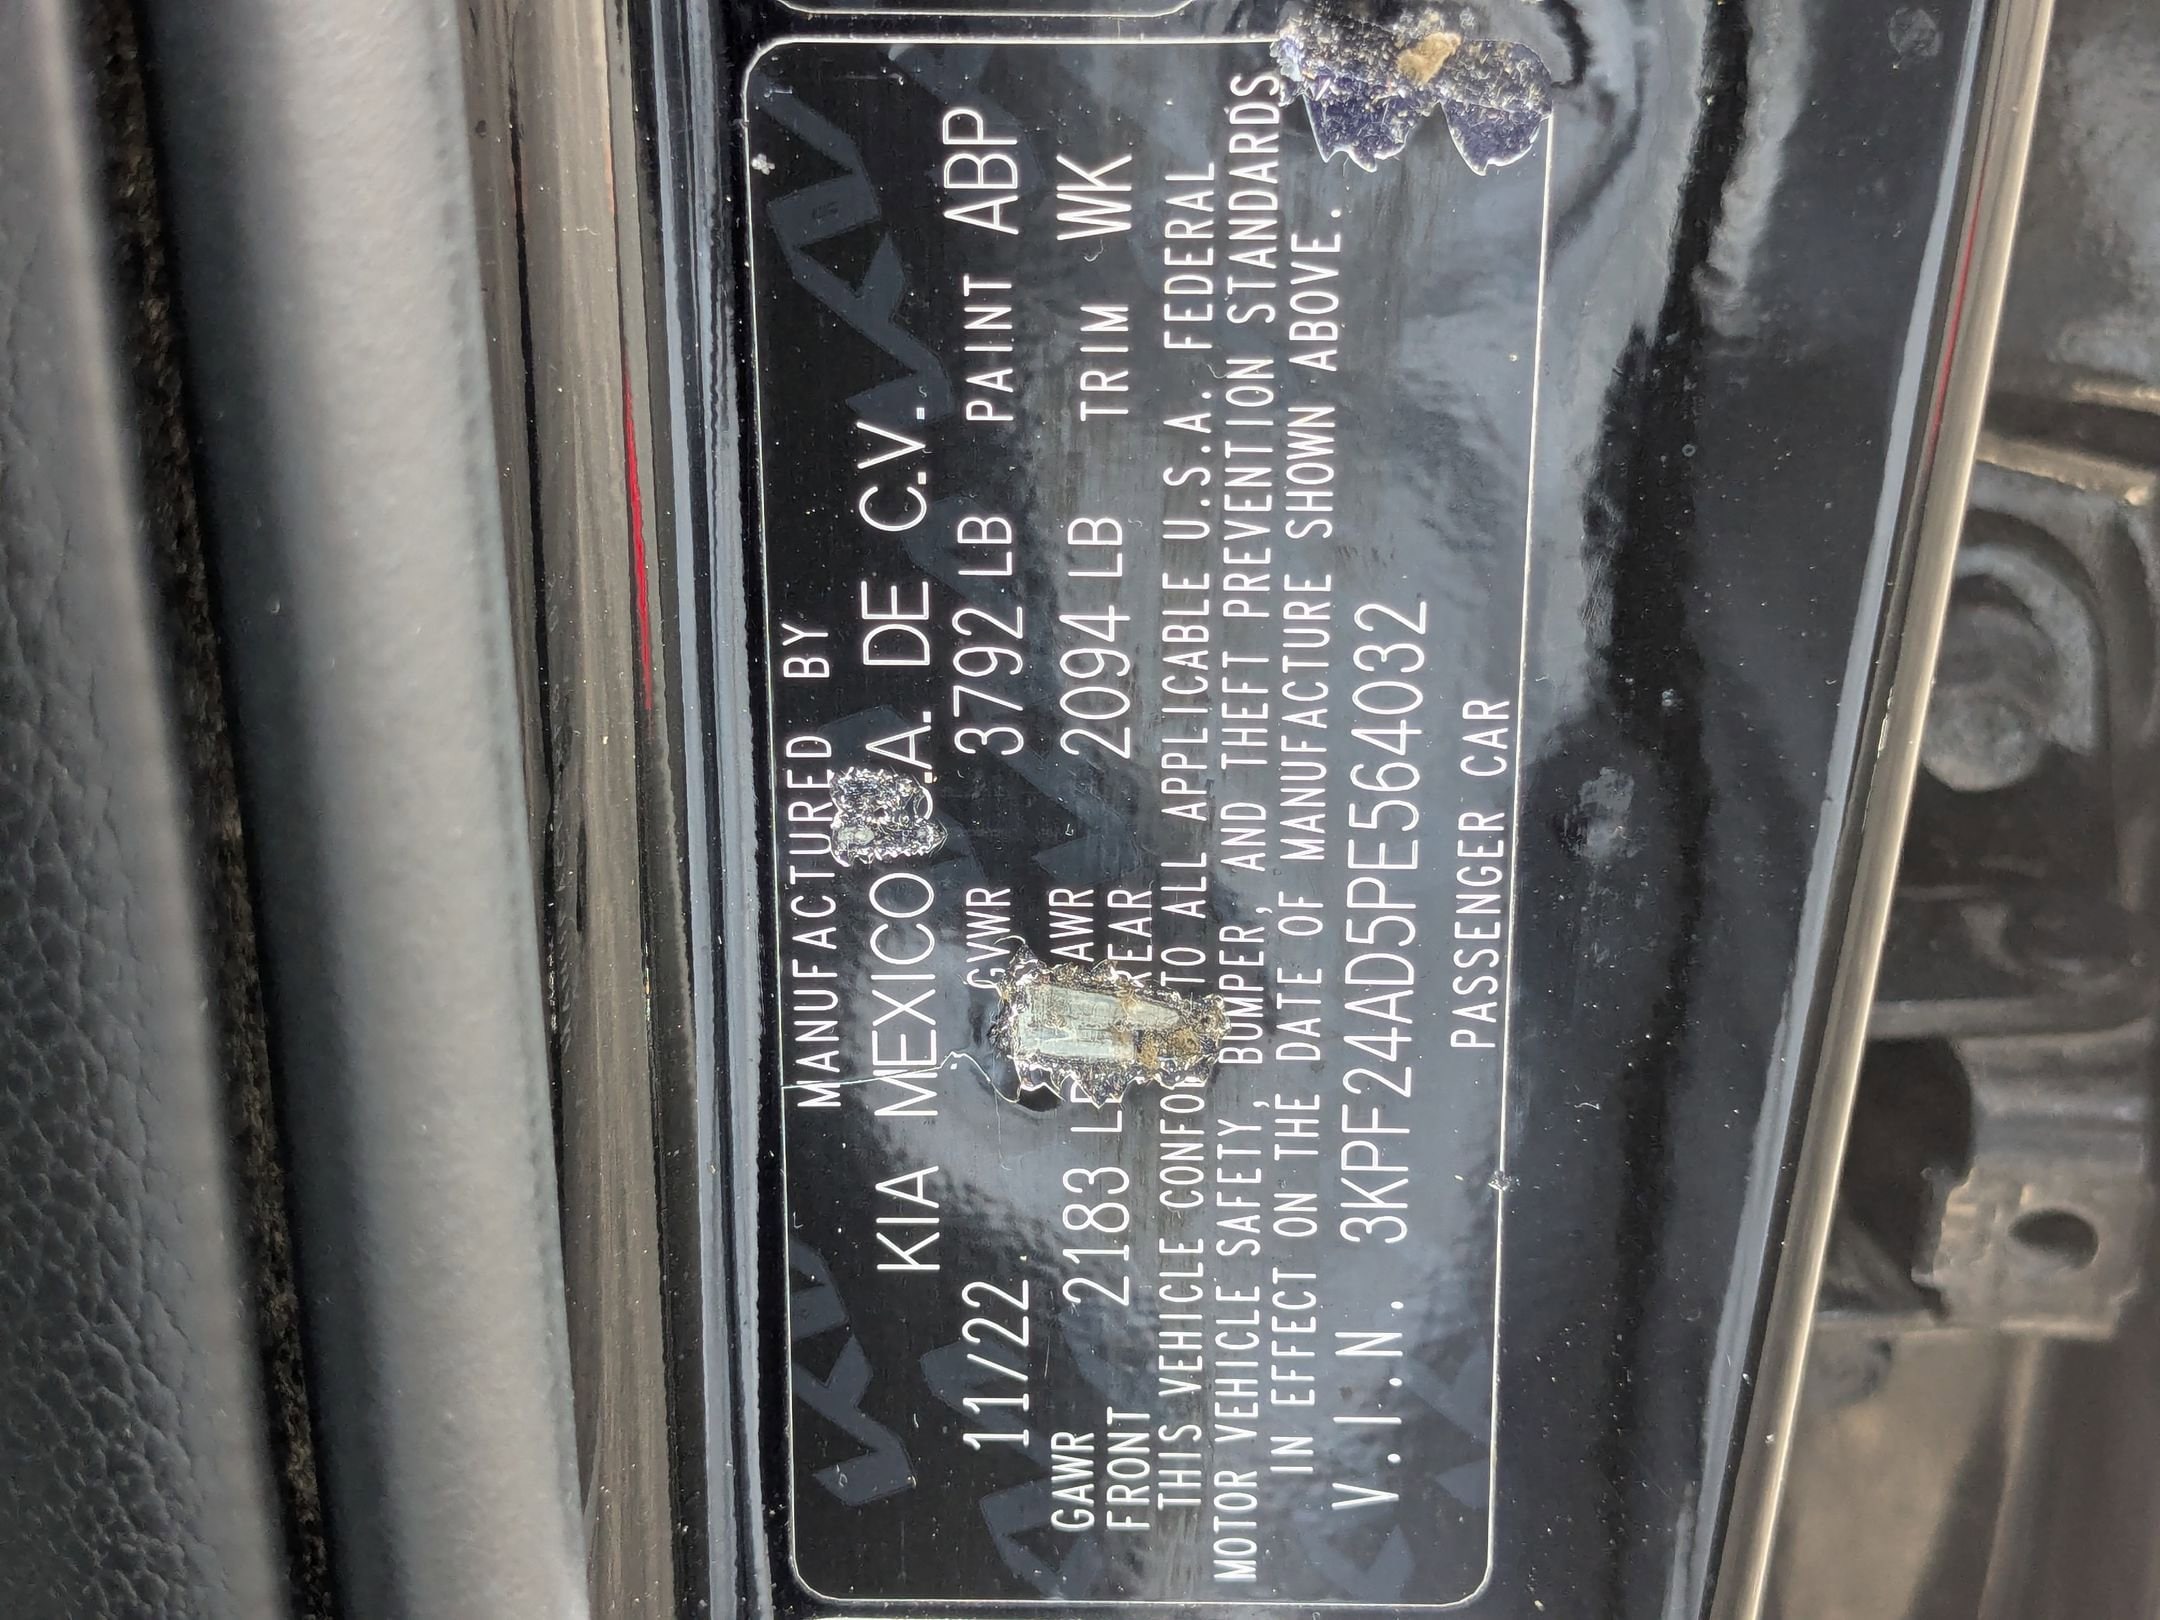 MANUFACTURED BY
KIA MEXICO S.A. DE C.V.
11/22 GVWR 3792 LB PAINT ABP
GAWR FRONT 2183 LB GAWR REAR 2094 LB TRIM WK
THIS VEHICLE TO ALL APPLICABLE U.S.A. FEDERAL
MOTOR VEHICLE SAFETY, BUMPER, AND THEFT PREVENTION STANDARDS
IN EFFECT ON THE DATE OF MANUFACTURE SHOWN ABOVE.
V.I.N. 3KPF24AD5PE564032
PASSENGER CAR